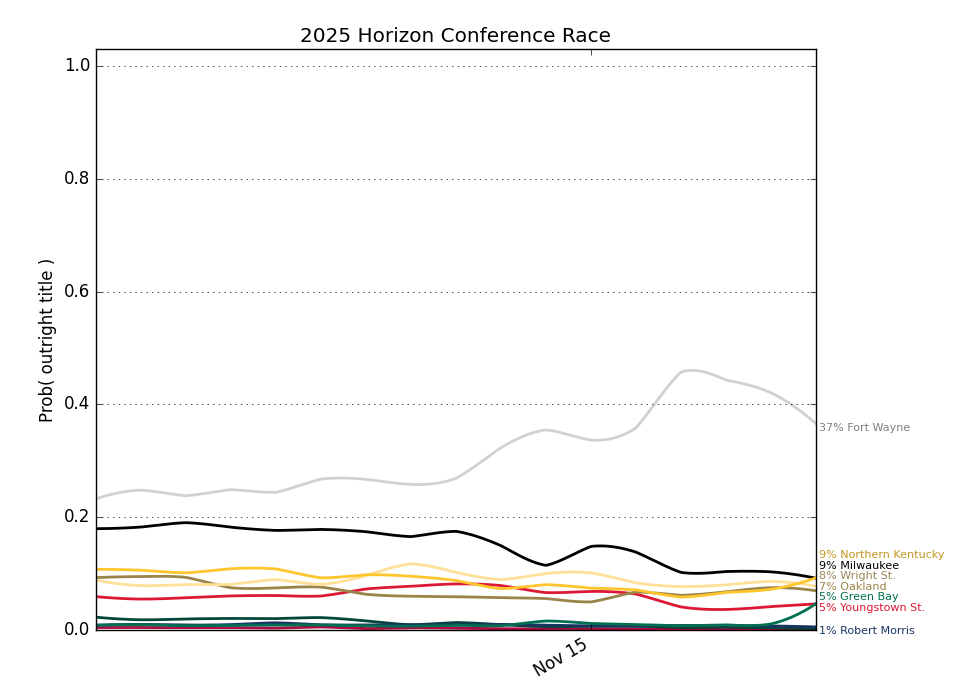 2025 Horizon Conference Race
1.0
0.8
0.6
0.4
0.2
0.0
Prob( outright title )
Nov 15
37% Fort Wayne
9% Northern Kentucky
9% Milwaukee
8% Wright St.
7% Oakland
5% Green Bay
5% Youngstown St.
1% Robert Morris